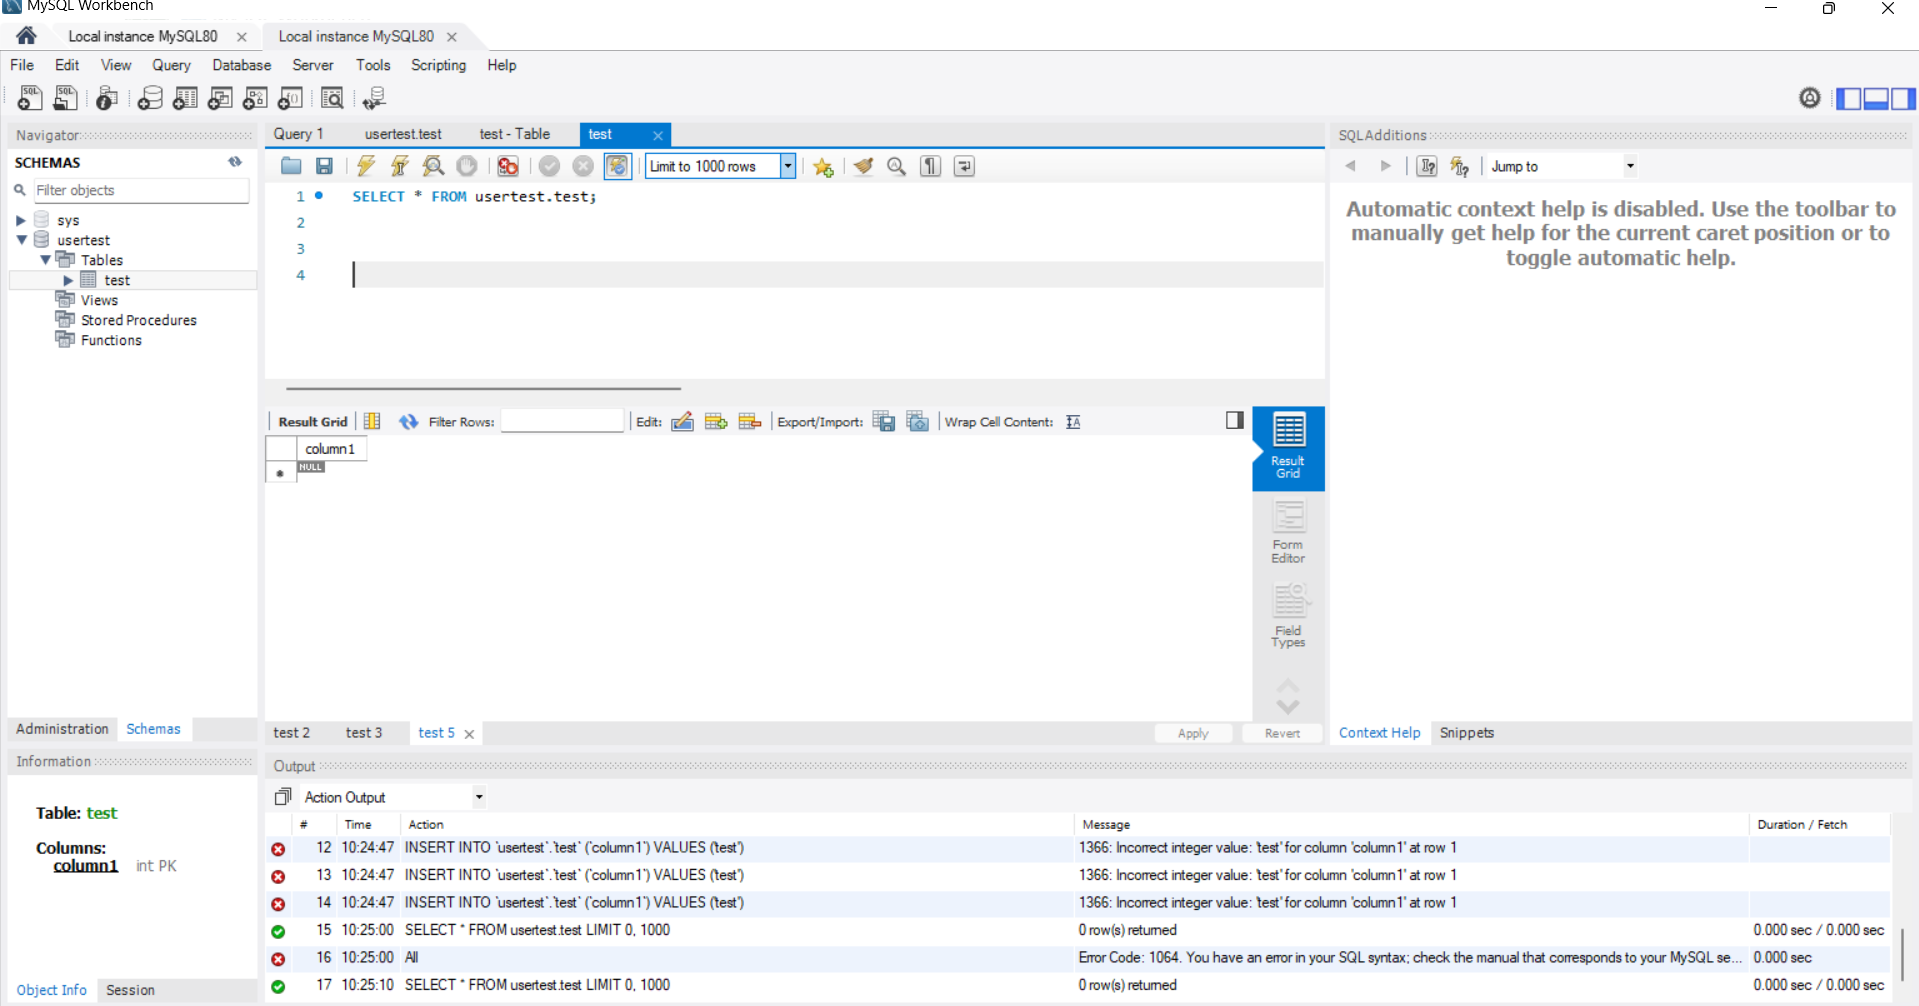 MySQL Workbench
Local instance MySQL80
Local instance MySQL80
File Edit View Query Database Server Tools Scripting Help
Navigator
SCHEMAS
Filter objects
sys
usertest
Tables
test
Views
Stored Procedures
Functions
Administration Schemas
Information
Table: test
Columns:
column1 int PK
Object Info Session
Query 1 usertest.test test - Table test
Limit to 1000 rows
1 SELECT * FROM usertest.test;
2
3
4
Result Grid Filter Rows: Edit: Export/Import: Wrap Cell Content:
column1
NULL
Result
Grid
Form
Editor
Field
Types
test 2 test 3 test 5
Apply Revert
SQLAdditions
Jump to
Automatic context help is disabled. Use the toolbar to
manually get help for the current caret position or to
toggle automatic help.
Context Help Snippets
Output
Action Output
# Time Action Message Duration / Fetch
12 10:24:47 INSERT INTO `usertest`.`test` (`column1`) VALUES ('test') 1366: Incorrect integer value: 'test' for column 'column1' at row 1
13 10:24:47 INSERT INTO `usertest`.`test` (`column1`) VALUES ('test') 1366: Incorrect integer value: 'test' for column 'column1' at row 1
14 10:24:47 INSERT INTO `usertest`.`test` (`column1`) VALUES ('test') 1366: Incorrect integer value: 'test' for column 'column1' at row 1
15 10:25:00 SELECT * FROM usertest.test LIMIT 0, 1000 0 row(s) returned 0.000 sec / 0.000 sec
16 10:25:00 All Error Code: 1064. You have an error in your SQL syntax; check the manual that corresponds to your MySQL se... 0.000 sec
17 10:25:10 SELECT * FROM usertest.test LIMIT 0, 1000 0 row(s) returned 0.000 sec / 0.000 sec